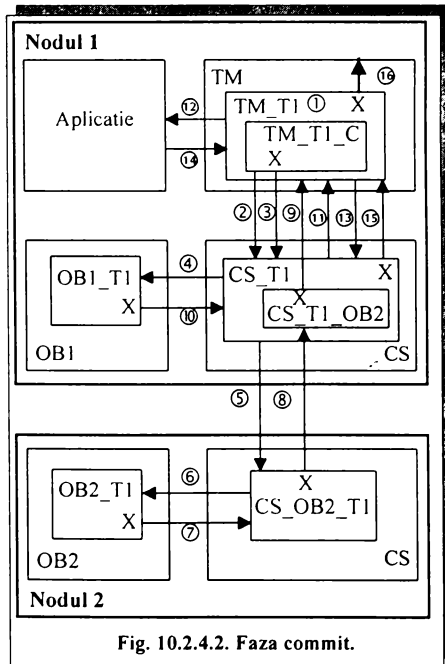 Nodul 1
TM
⑯
⑫
TM_T1 ① X
Aplicatie
TM_T1_C
⑭
X
② ③ ⑨ ⑪ ⑬ ⑮
④
OB1_T1
CS_T1 X
X
X
CS_T1_OB2
⑩
OB1
CS
⑤ ⑧
⑥
OB2_T1
X
X
CS_OB2_T1
⑦
OB2
CS
Nodul 2
Fig. 10.2.4.2. Faza commit.